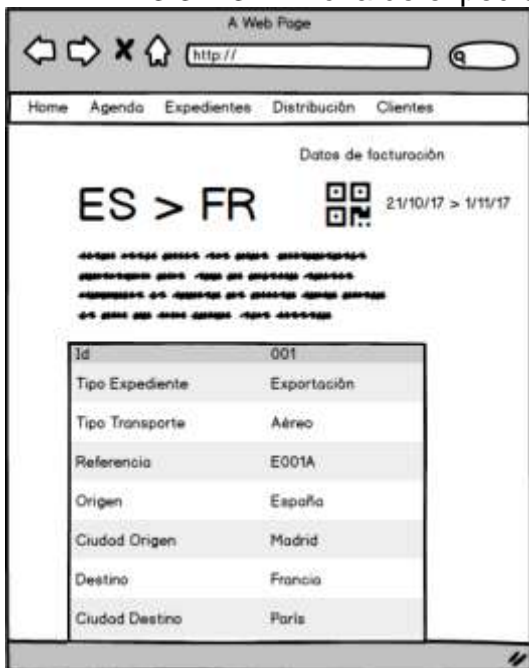 A Web Page
http://
Home Agenda Expedientes Distribución Clientes
Datos de facturación
ES > FR
21/10/17 > 1/11/17
Id 001
Tipo Expediente Exportación
Tipo Transporte Aéreo
Referencia E001A
Origen España
Ciudad Origen Madrid
Destino Francia
Ciudad Destino París